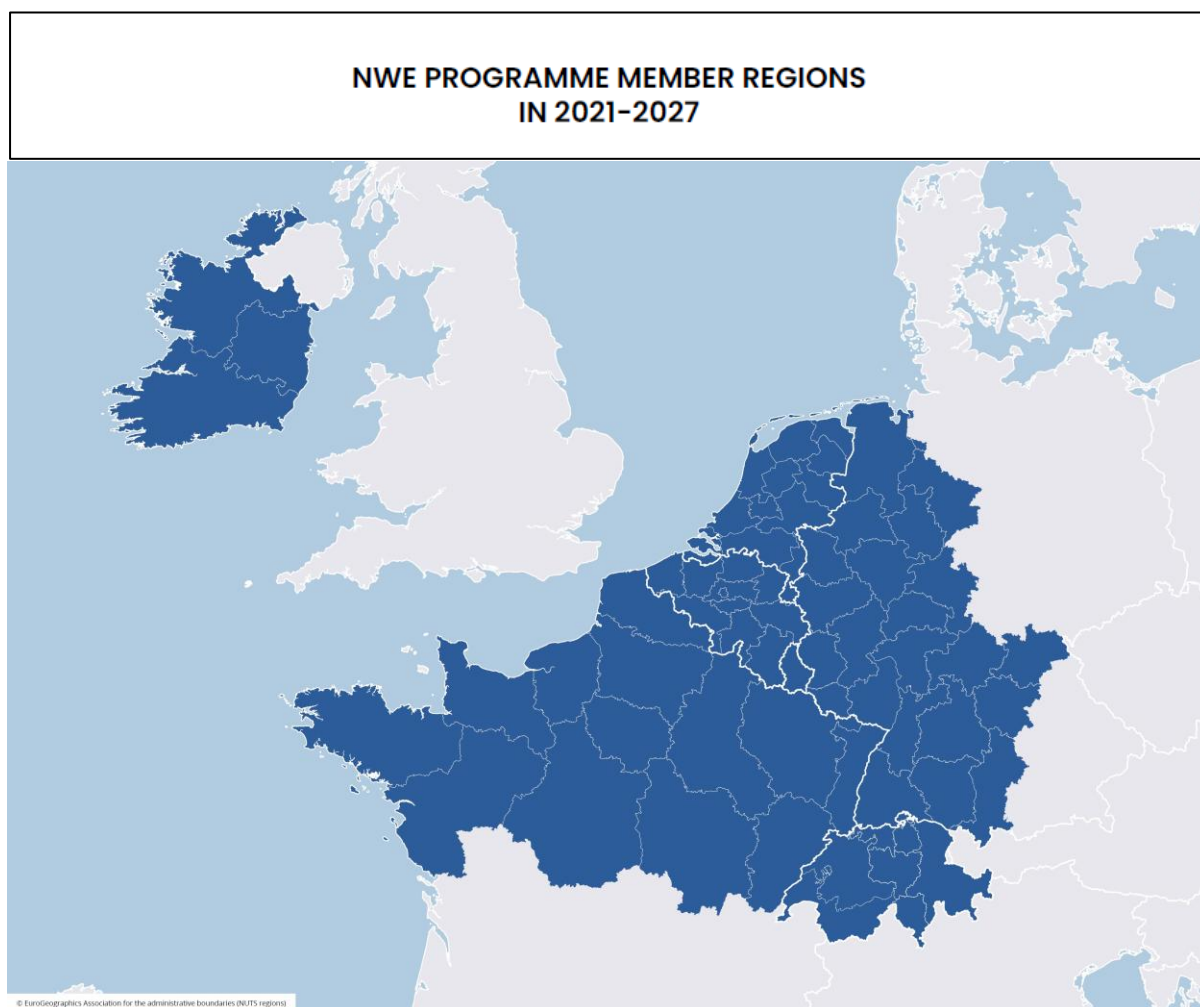 NWE PROGRAMME MEMBER REGIONS
IN 2021-2027
© EuroGeographics Association for the administrative boundaries (NUTS regions)